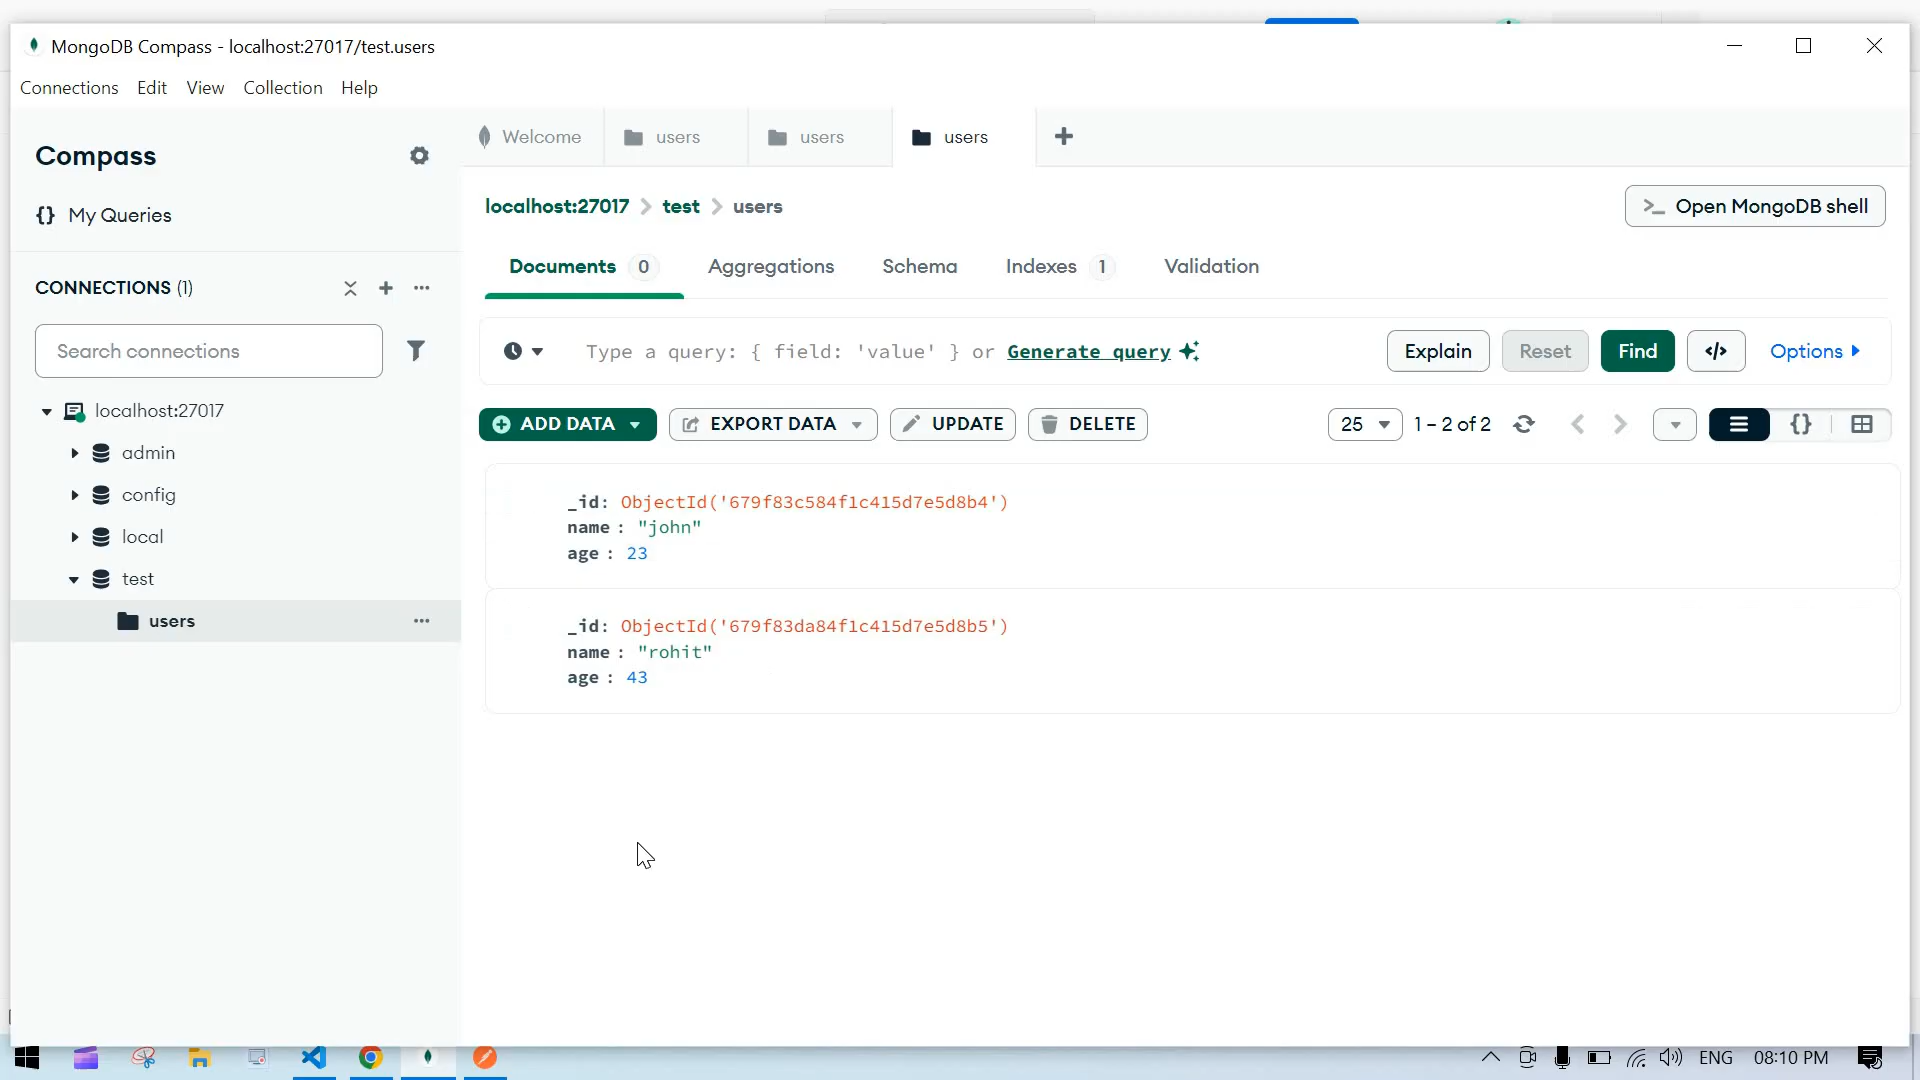 MongoDB Compass - localhost:27017/test.users
Connections Edit View Collection Help
Compass
{} My Queries
CONNECTIONS (1)
Search connections
localhost:27017
admin
config
local
test
users
Welcome users users users
localhost:27017 > test > users
>_ Open MongoDB shell
Documents 0 Aggregations Schema Indexes 1 Validation
Type a query: { field: 'value' } or Generate query
Explain Reset Find </> Options
ADD DATA EXPORT DATA UPDATE DELETE 25 1 – 2 of 2 {}
_id: ObjectId('679f83c584f1c415d7e5d8b4')
name : "john"
age : 23
_id: ObjectId('679f83da84f1c415d7e5d8b5')
name : "rohit"
age : 43
ENG 08:10 PM